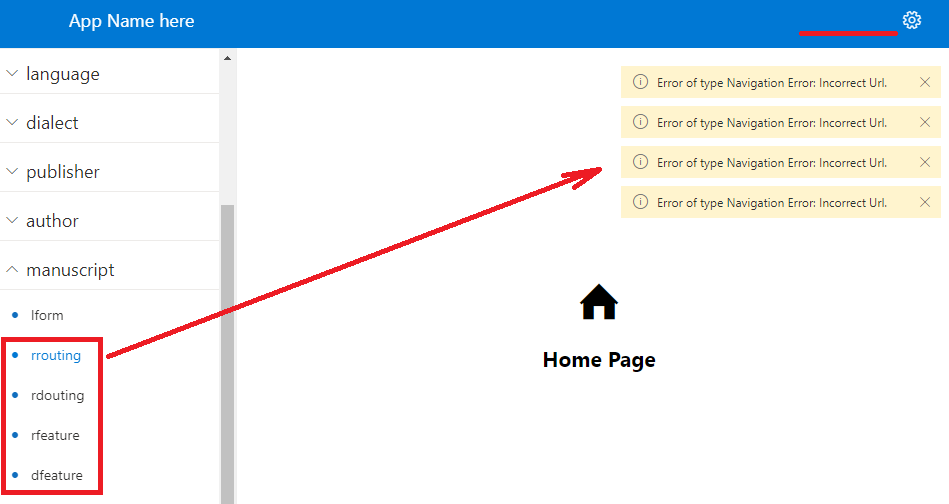 App Name here
language
dialect
publisher
author
manuscript
lform
rrouting
rdouting
rfeature
dfeature
Error of type Navigation Error: Incorrect Url.
Error of type Navigation Error: Incorrect Url.
Error of type Navigation Error: Incorrect Url.
Error of type Navigation Error: Incorrect Url.
Home Page